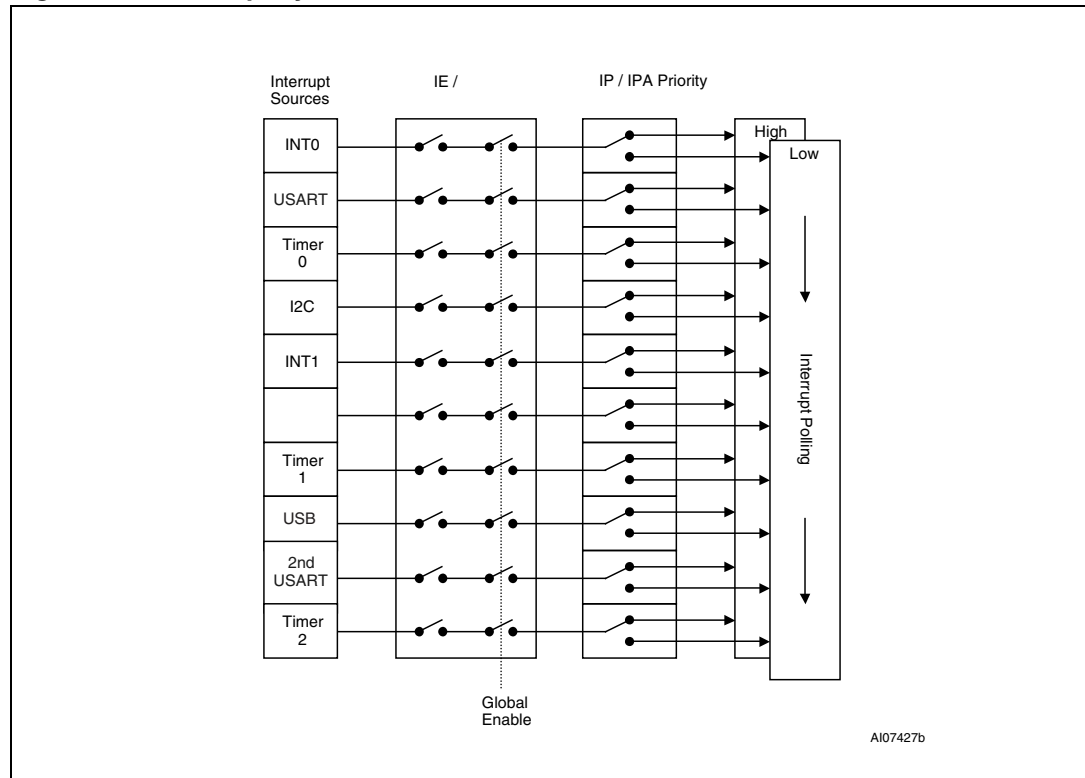 Interrupt
Sources
IE /
IP / IPA Priority
INT0
USART
Timer
0
I2C
INT1
Timer
1
USB
2nd
USART
Timer
2
High
Low
Interrupt Polling
Global
Enable
AI07427b